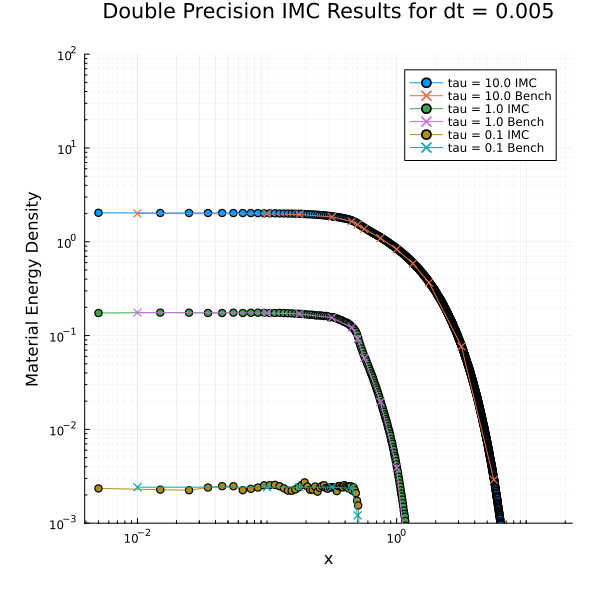 Double Precision IMC Results for dt = 0.005
10²
10¹
10⁰
10⁻¹
10⁻²
10⁻³
Material Energy Density
tau = 10.0 IMC
tau = 10.0 Bench
tau = 1.0 IMC
tau = 1.0 Bench
tau = 0.1 IMC
tau = 0.1 Bench
10⁻²
10⁰
x